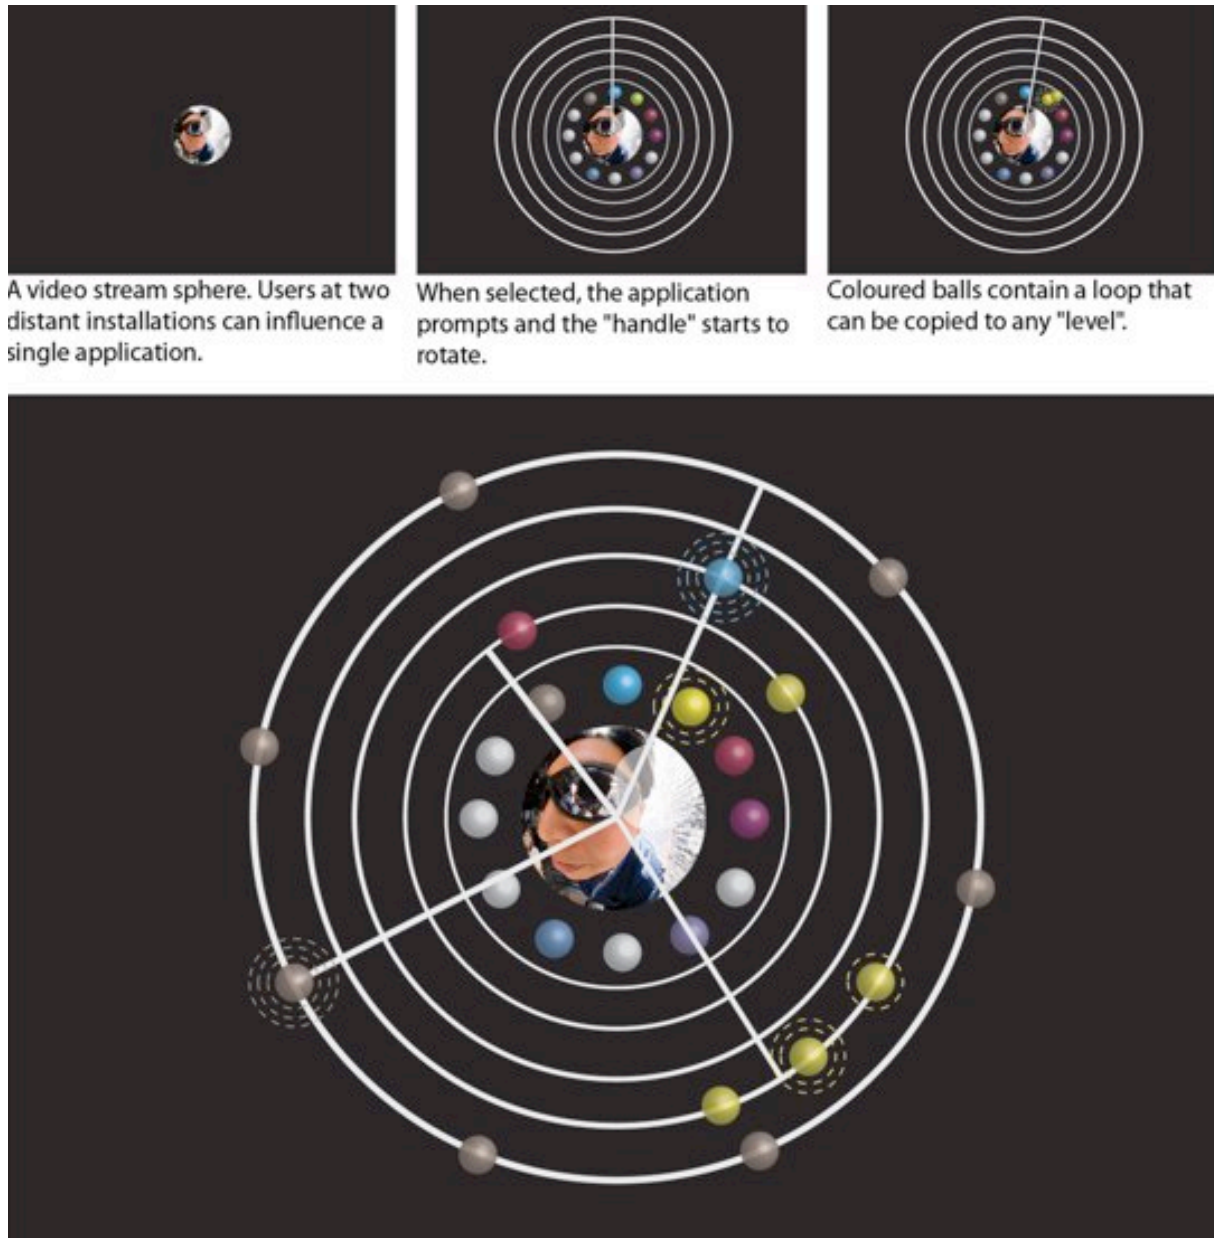 A video stream sphere. Users at two
distant installations can influence a
single application.
When selected, the application
prompts and the "handle" starts to
rotate.
Coloured balls contain a loop that
can be copied to any "level".